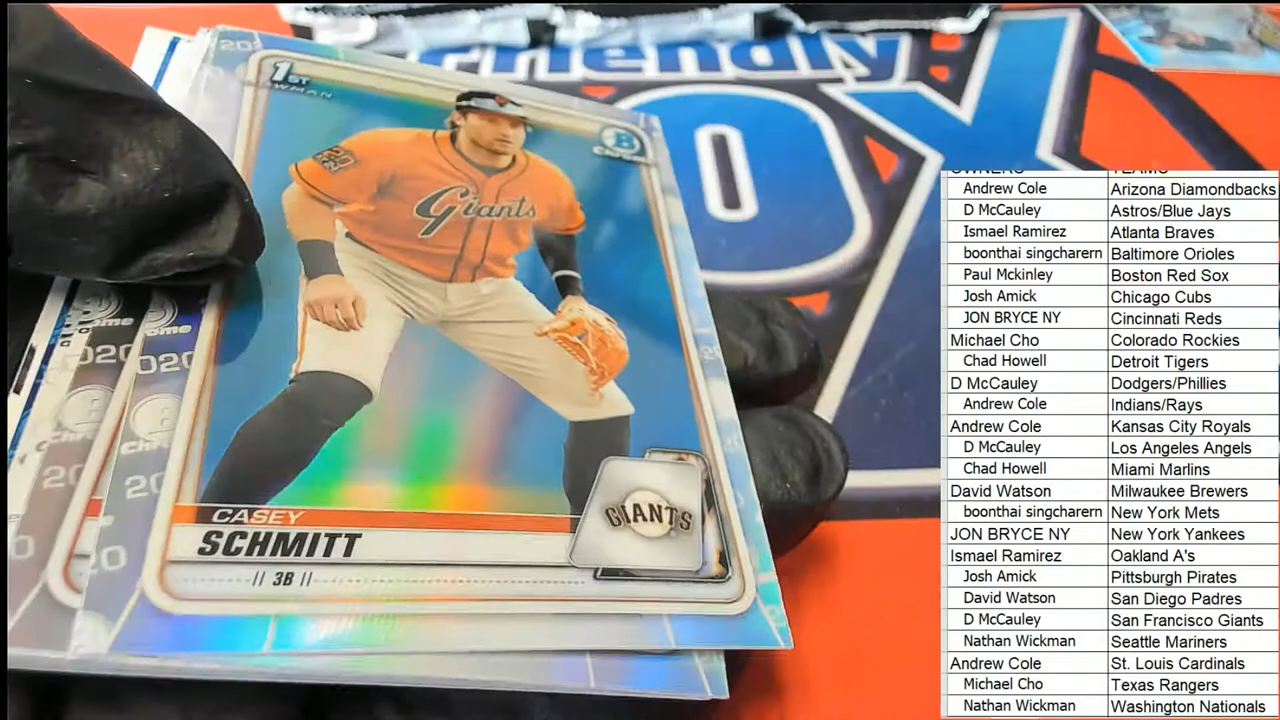 Friendly
OX
1ST
BOWMAN
B
Giants
GIANTS
CASEY
SCHMITT
// 3B //
OWNERS TEAMS
Andrew Cole Arizona Diamondbacks
D McCauley Astros/Blue Jays
Ismael Ramirez Atlanta Braves
boonthai singcharern Baltimore Orioles
Paul Mckinley Boston Red Sox
Josh Amick Chicago Cubs
JON BRYCE NY Cincinnati Reds
Michael Cho Colorado Rockies
Chad Howell Detroit Tigers
D McCauley Dodgers/Phillies
Andrew Cole Indians/Rays
Andrew Cole Kansas City Royals
D McCauley Los Angeles Angels
Chad Howell Miami Marlins
David Watson Milwaukee Brewers
boonthai singcharern New York Mets
JON BRYCE NY New York Yankees
Ismael Ramirez Oakland A's
Josh Amick Pittsburgh Pirates
David Watson San Diego Padres
D McCauley San Francisco Giants
Nathan Wickman Seattle Mariners
Andrew Cole St. Louis Cardinals
Michael Cho Texas Rangers
Nathan Wickman Washington Nationals